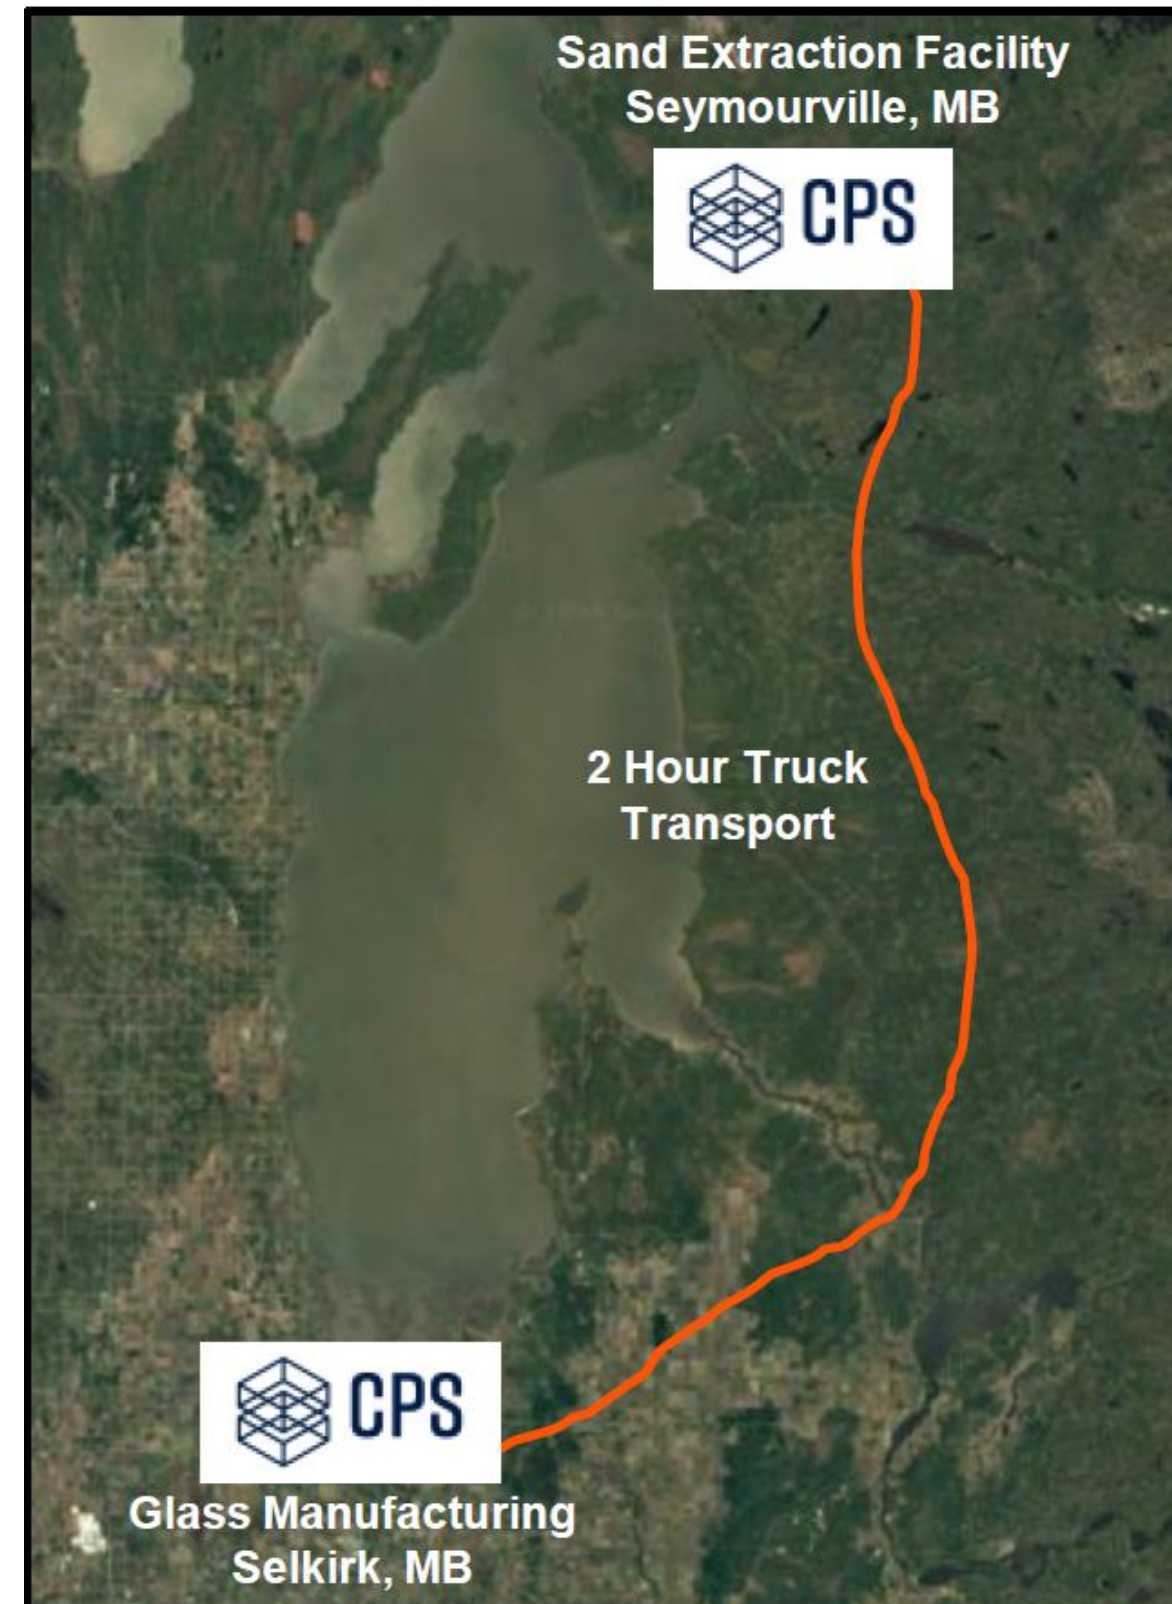 Sand Extraction Facility
Seymourville, MB
CPS
2 Hour Truck
Transport
CPS
Glass Manufacturing
Selkirk, MB